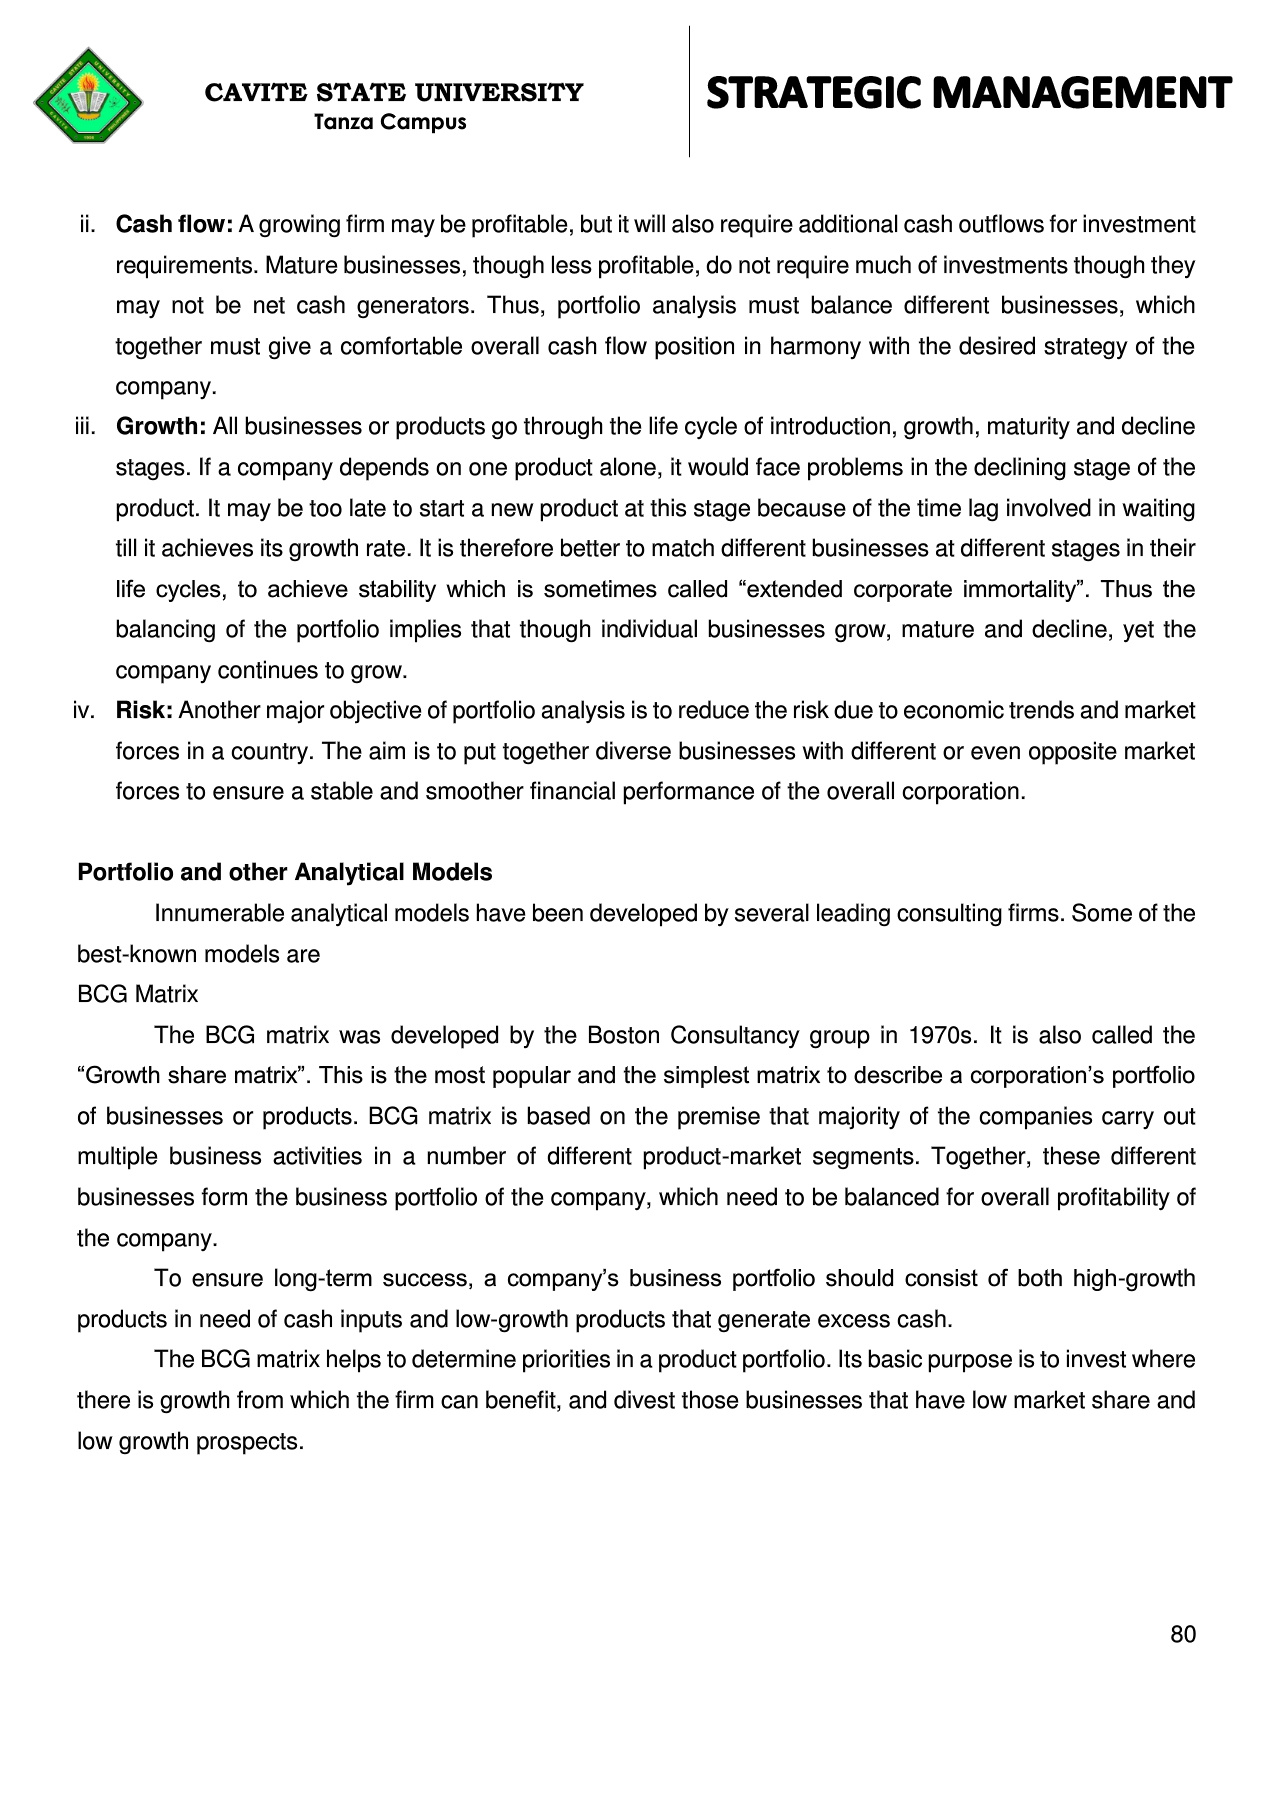 CAVITE STATE UNIVERSITY
Tanza Campus
STRATEGIC MANAGEMENT
ii. Cash flow: A growing firm may be profitable, but it will also require additional cash outflows for investment
requirements. Mature businesses, though less profitable, do not require much of investments though they
may not be net cash generators. Thus, portfolio analysis must balance different businesses, which
together must give a comfortable overall cash flow position in harmony with the desired strategy of the
company.
iii. Growth: All businesses or products go through the life cycle of introduction, growth, maturity and decline
stages. If a company depends on one product alone, it would face problems in the declining stage of the
product. It may be too late to start a new product at this stage because of the time lag involved in waiting
till it achieves its growth rate. It is therefore better to match different businesses at different stages in their
life cycles, to achieve stability which is sometimes called “extended corporate immortality”. Thus the
balancing of the portfolio implies that though individual businesses grow, mature and decline, yet the
company continues to grow.
iv. Risk: Another major objective of portfolio analysis is to reduce the risk due to economic trends and market
forces in a country. The aim is to put together diverse businesses with different or even opposite market
forces to ensure a stable and smoother financial performance of the overall corporation.
Portfolio and other Analytical Models
Innumerable analytical models have been developed by several leading consulting firms. Some of the
best-known models are
BCG Matrix
The BCG matrix was developed by the Boston Consultancy group in 1970s. It is also called the
“Growth share matrix”. This is the most popular and the simplest matrix to describe a corporation’s portfolio
of businesses or products. BCG matrix is based on the premise that majority of the companies carry out
multiple business activities in a number of different product-market segments. Together, these different
businesses form the business portfolio of the company, which need to be balanced for overall profitability of
the company.
To ensure long-term success, a company’s business portfolio should consist of both high-growth
products in need of cash inputs and low-growth products that generate excess cash.
The BCG matrix helps to determine priorities in a product portfolio. Its basic purpose is to invest where
there is growth from which the firm can benefit, and divest those businesses that have low market share and
low growth prospects.
80